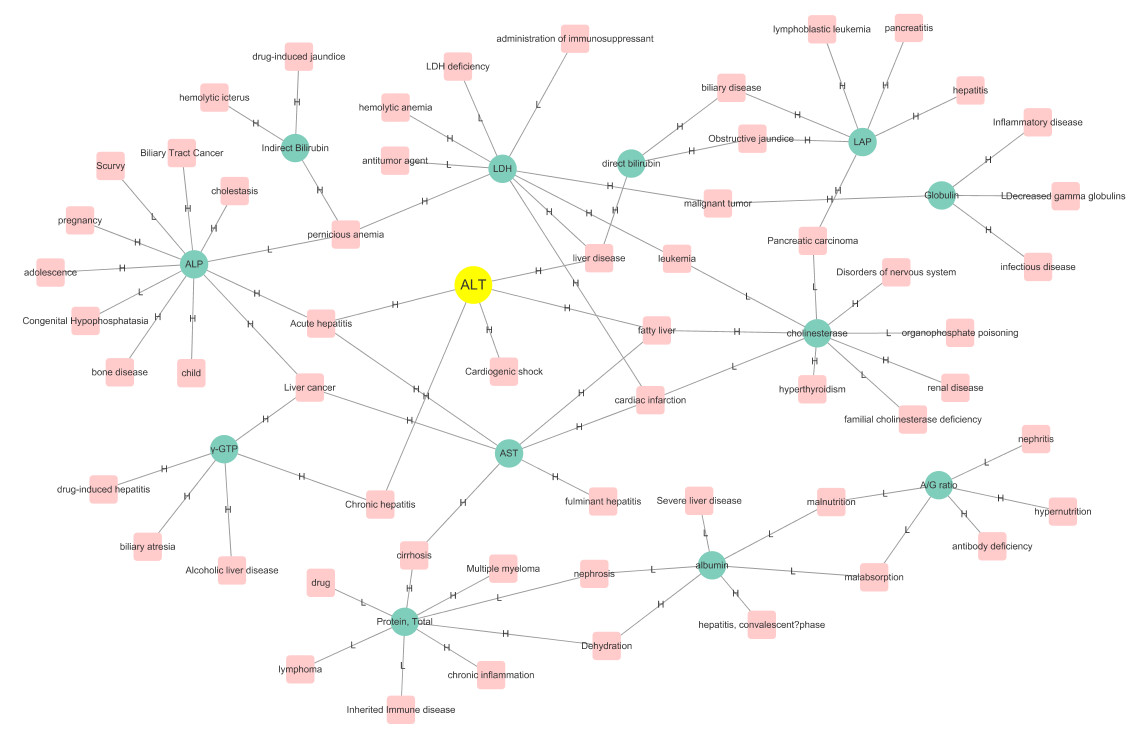 lymphoblastic leukemia
pancreatitis
administration of immunosuppressant
drug-induced jaundice
LDH deficiency
biliary disease
hepatitis
hemolytic icterus
H
H
H
L
hemolytic anemia
H
H
H
L
Inflammatory disease
H
H
H
Obstructive jaundice
H
LAP
Indirect Bilirubin
Biliary Tract Cancer
H
antitumor agent
L
LDH
direct bilirubin
H
Scurvy
cholestasis
H
H
malignant tumor
H
H
Globulin
LDecreased gamma globulins
pregnancy
L
H
H
H
H
H
H
H
pernicious anemia
Pancreatic carcinoma
H
H
L
ALP
adolescence
H
liver disease
leukemia
infectious disease
Disorders of nervous system
H
ALT
L
H
H
H
L
L
H
Congenital Hypophosphatasia
H
H
H
Acute hepatitis
H
H
fatty liver
H
cholinesterase
L
organophosphate poisoning
bone disease
child
Cardiogenic shock
L
H
H
L
Liver cancer
H
H
H
cardiac infarction
hyperthyroidism
renal disease
H
H
H
familial cholinesterase deficiency
γ-GTP
AST
nephritis
L
H
drug-induced hepatitis
H
H
H
H
Chronic hepatitis
H
fulminant hepatitis
Severe liver disease
malnutrition
L
A/G ratio
H
hypernutrition
H
L
L
L
H
biliary atresia
Alcoholic liver disease
cirrhosis
Multiple myeloma
nephrosis
L
albumin
L
malabsorption
antibody deficiency
drug
L
H
H
L
H
H
Protein, Total
H
hepatitis, convalescent?phase
L
H
Dehydration
lymphoma
L
chronic inflammation
Inherited Immune disease